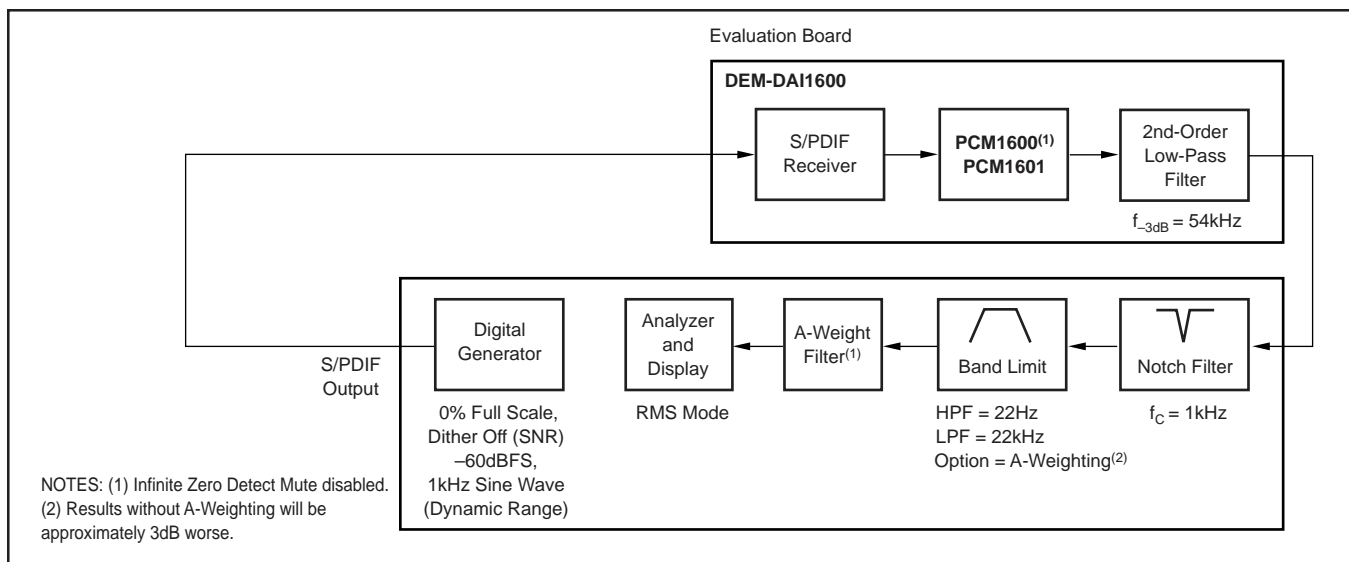 Evaluation Board
DEM-DAI1600
S/PDIF
Receiver
PCM1600(1)
PCM1601
2nd-Order
Low-Pass
Filter
f–3dB = 54kHz
S/PDIF
Output
Digital
Generator
0% Full Scale,
Dither Off (SNR)
–60dBFS,
1kHz Sine Wave
(Dynamic Range)
Analyzer
and
Display
RMS Mode
A-Weight
Filter(1)
Band Limit
HPF = 22Hz
LPF = 22kHz
Option = A-Weighting(2)
Notch Filter
fC = 1kHz
NOTES: (1) Infinite Zero Detect Mute disabled.
(2) Results without A-Weighting will be
approximately 3dB worse.